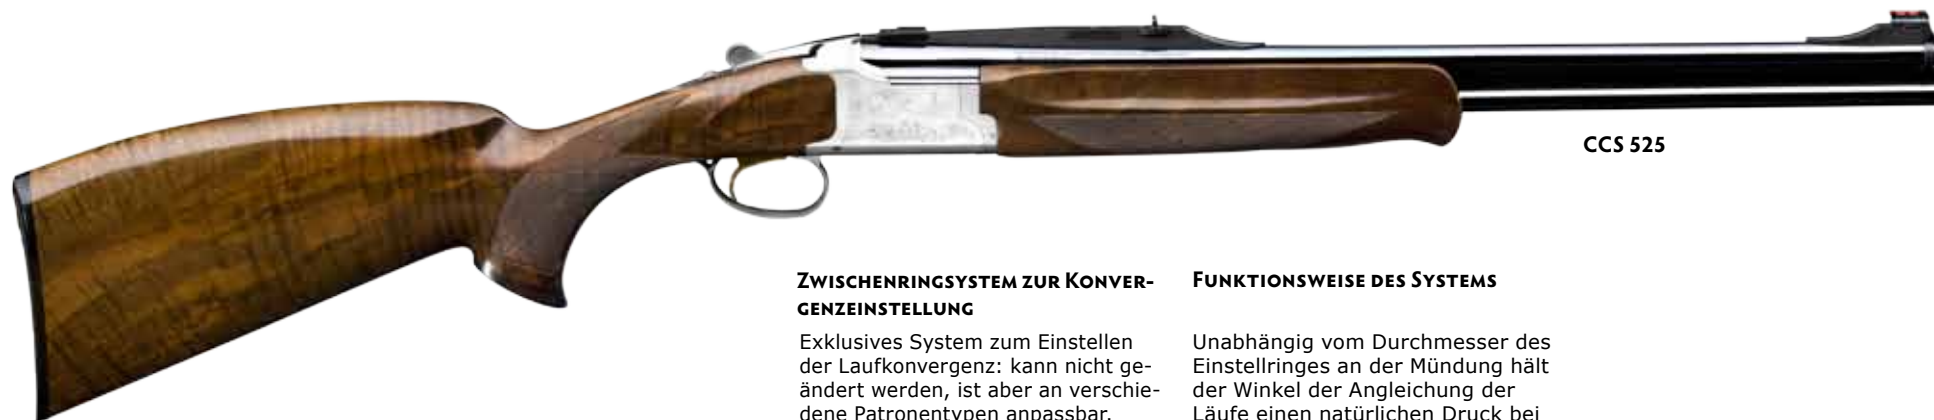 CCS 525
Zwischenringsystem zur Konver-
genzeinstellung
Exklusives System zum Einstellen
der Laufkonvergenz: kann nicht ge-
ändert werden, ist aber an verschie-
dene Patronentypen anpassbar.
Funktionsweise des Systems
Unabhängig vom Durchmesser des
Einstellringes an der Mündung hält
der Winkel der Angleichung der
Läufe einen natürlichen Druck bei